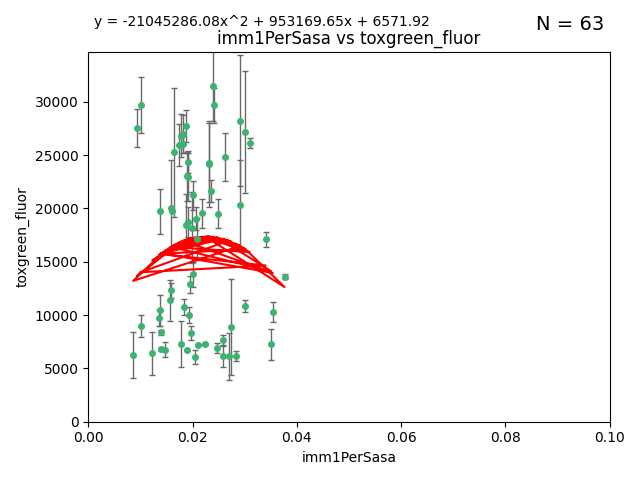 y = -21045286.08x^2 + 953169.65x + 6571.92
N = 63
imm1PerSasa vs toxgreen_fluor
30000
25000
20000
15000
10000
5000
0
toxgreen_fluor
0.00 0.02 0.04 0.06 0.08 0.10
imm1PerSasa